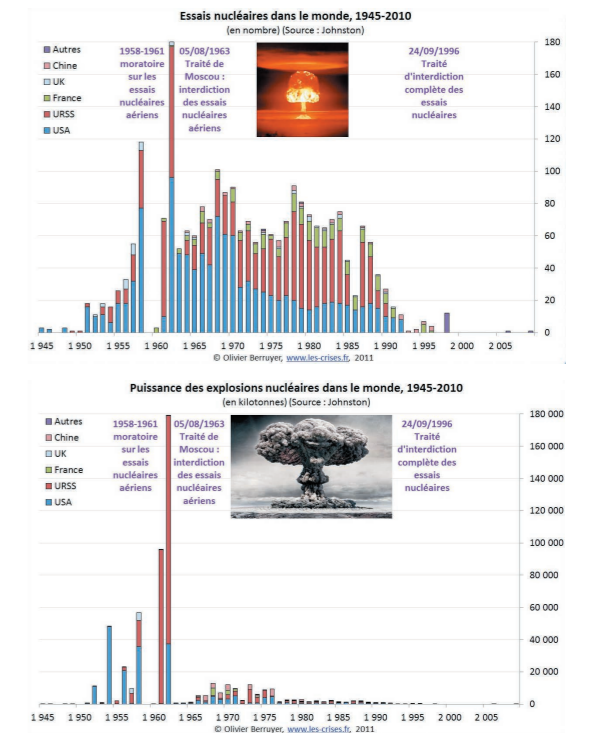 Essais nucléaires dans le monde, 1945-2010
(en nombre) (Source : Johnston)
Autres
Chine
UK
France
URSS
USA
1958-1961
moratoire
sur les
essais
nucléaires
aériens
05/08/1963
Traité de
Moscou :
interdiction
des essais
nucléaires
aériens
24/09/1996
Traité
d'interdiction
complète des
essais
nucléaires
180
160
140
120
100
80
60
40
20
0
1 945 1 950 1 955 1 960 1 965 1 970 1 975 1 980 1 985 1 990 1 995 2 000 2 005
© Olivier Berruyer, www.les-crises.fr, 2011
Puissance des explosions nucléaires dans le monde, 1945-2010
(en kilotonnes) (Source : Johnston)
Autres
Chine
UK
France
URSS
USA
1958-1961
moratoire
sur les
essais
nucléaires
aériens
05/08/1963
Traité de
Moscou :
interdiction
des essais
nucléaires
aériens
24/09/1996
Traité
d'interdiction
complète des
essais
nucléaires
180 000
160 000
140 000
120 000
100 000
80 000
60 000
40 000
20 000
0
1 945 1 950 1 955 1 960 1 965 1 970 1 975 1 980 1 985 1 990 1 995 2 000 2 005
© Olivier Berruyer, www.les-crises.fr, 2011